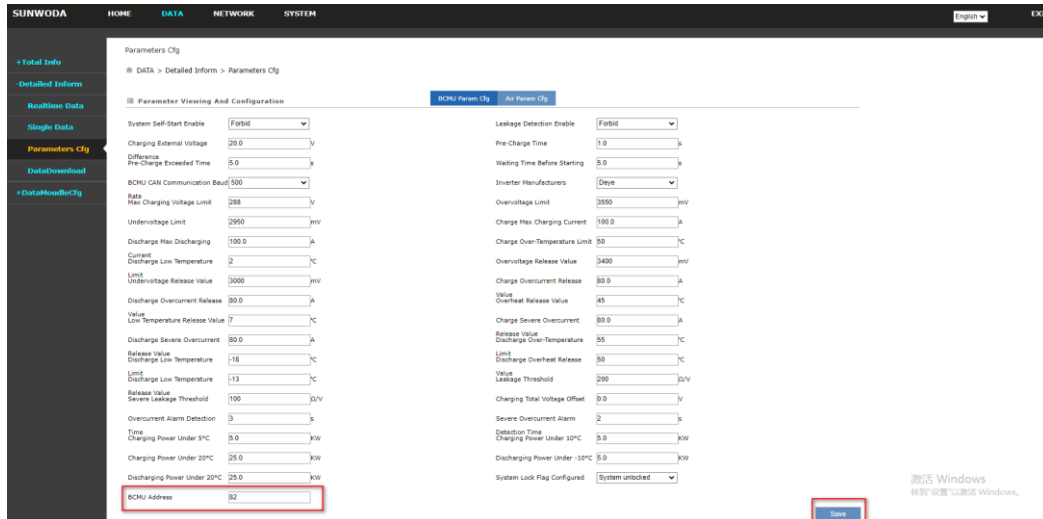 SUNWODA HOME DATA NETWORK SYSTEM English
+Total Info
-Detailed Inform
Realtime Data
Single Data
Parameters Cfg
DataDownload
+DataMoudleCfg
Parameters Cfg
DATA > Detailed Inform > Parameters Cfg
Parameter Viewing And Configuration BCMU Param Cfg Air Param Cfg
System Self-Start Enable Forbid Leakage Detection Enable Forbid
Charging External Voltage 20.0 V Pre-Charge Time 1.0 s
Difference
Pre-Charge Exceeded Time 5.0 s Waiting Time Before Starting 5.0 s
BCMU CAN Communication Baud 500 Inverter Manufacturers Deye
Rate
Max Charging Voltage Limit 288 V Overvoltage Limit 3550 mV
Undervoltage Limit 2950 mV Charge Max Charging Current 100.0 A
Discharge Max Discharging 100.0 A Charge Over-Temperature Limit 50 °C
Current
Discharge Low Temperature 2 °C Overvoltage Release Value 3400 mV
Limit
Undervoltage Release Value 3000 mV Charge Overcurrent Release 80.0 A
Value
Discharge Overcurrent Release 80.0 A Overheat Release Value 45 °C
Value
Low Temperature Release Value 7 °C Charge Severe Overcurrent 80.0 A
Release Value
Discharge Severe Overcurrent 80.0 A Discharge Over-Temperature 55 °C
Release Value Limit
Discharge Low Temperature -18 °C Discharge Overheat Release 50 °C
Limit Value
Discharge Low Temperature -13 °C Leakage Threshold 200 Ω/V
Release Value
Severe Leakage Threshold 100 Ω/V Charging Total Voltage Offset 0.0 V
Overcurrent Alarm Detection 3 s Severe Overcurrent Alarm 2 s
Time Detection Time
Charging Power Under 5°C 5.0 KW Charging Power Under 10°C 5.0 KW
Charging Power Under 20°C 25.0 KW Discharging Power Under -10°C 5.0 KW
Discharging Power Under 20°C 25.0 KW System Lock Flag Configured System unlocked
BCMU Address 82
Save
激活 Windows
转到"设置"以激活 Windows。